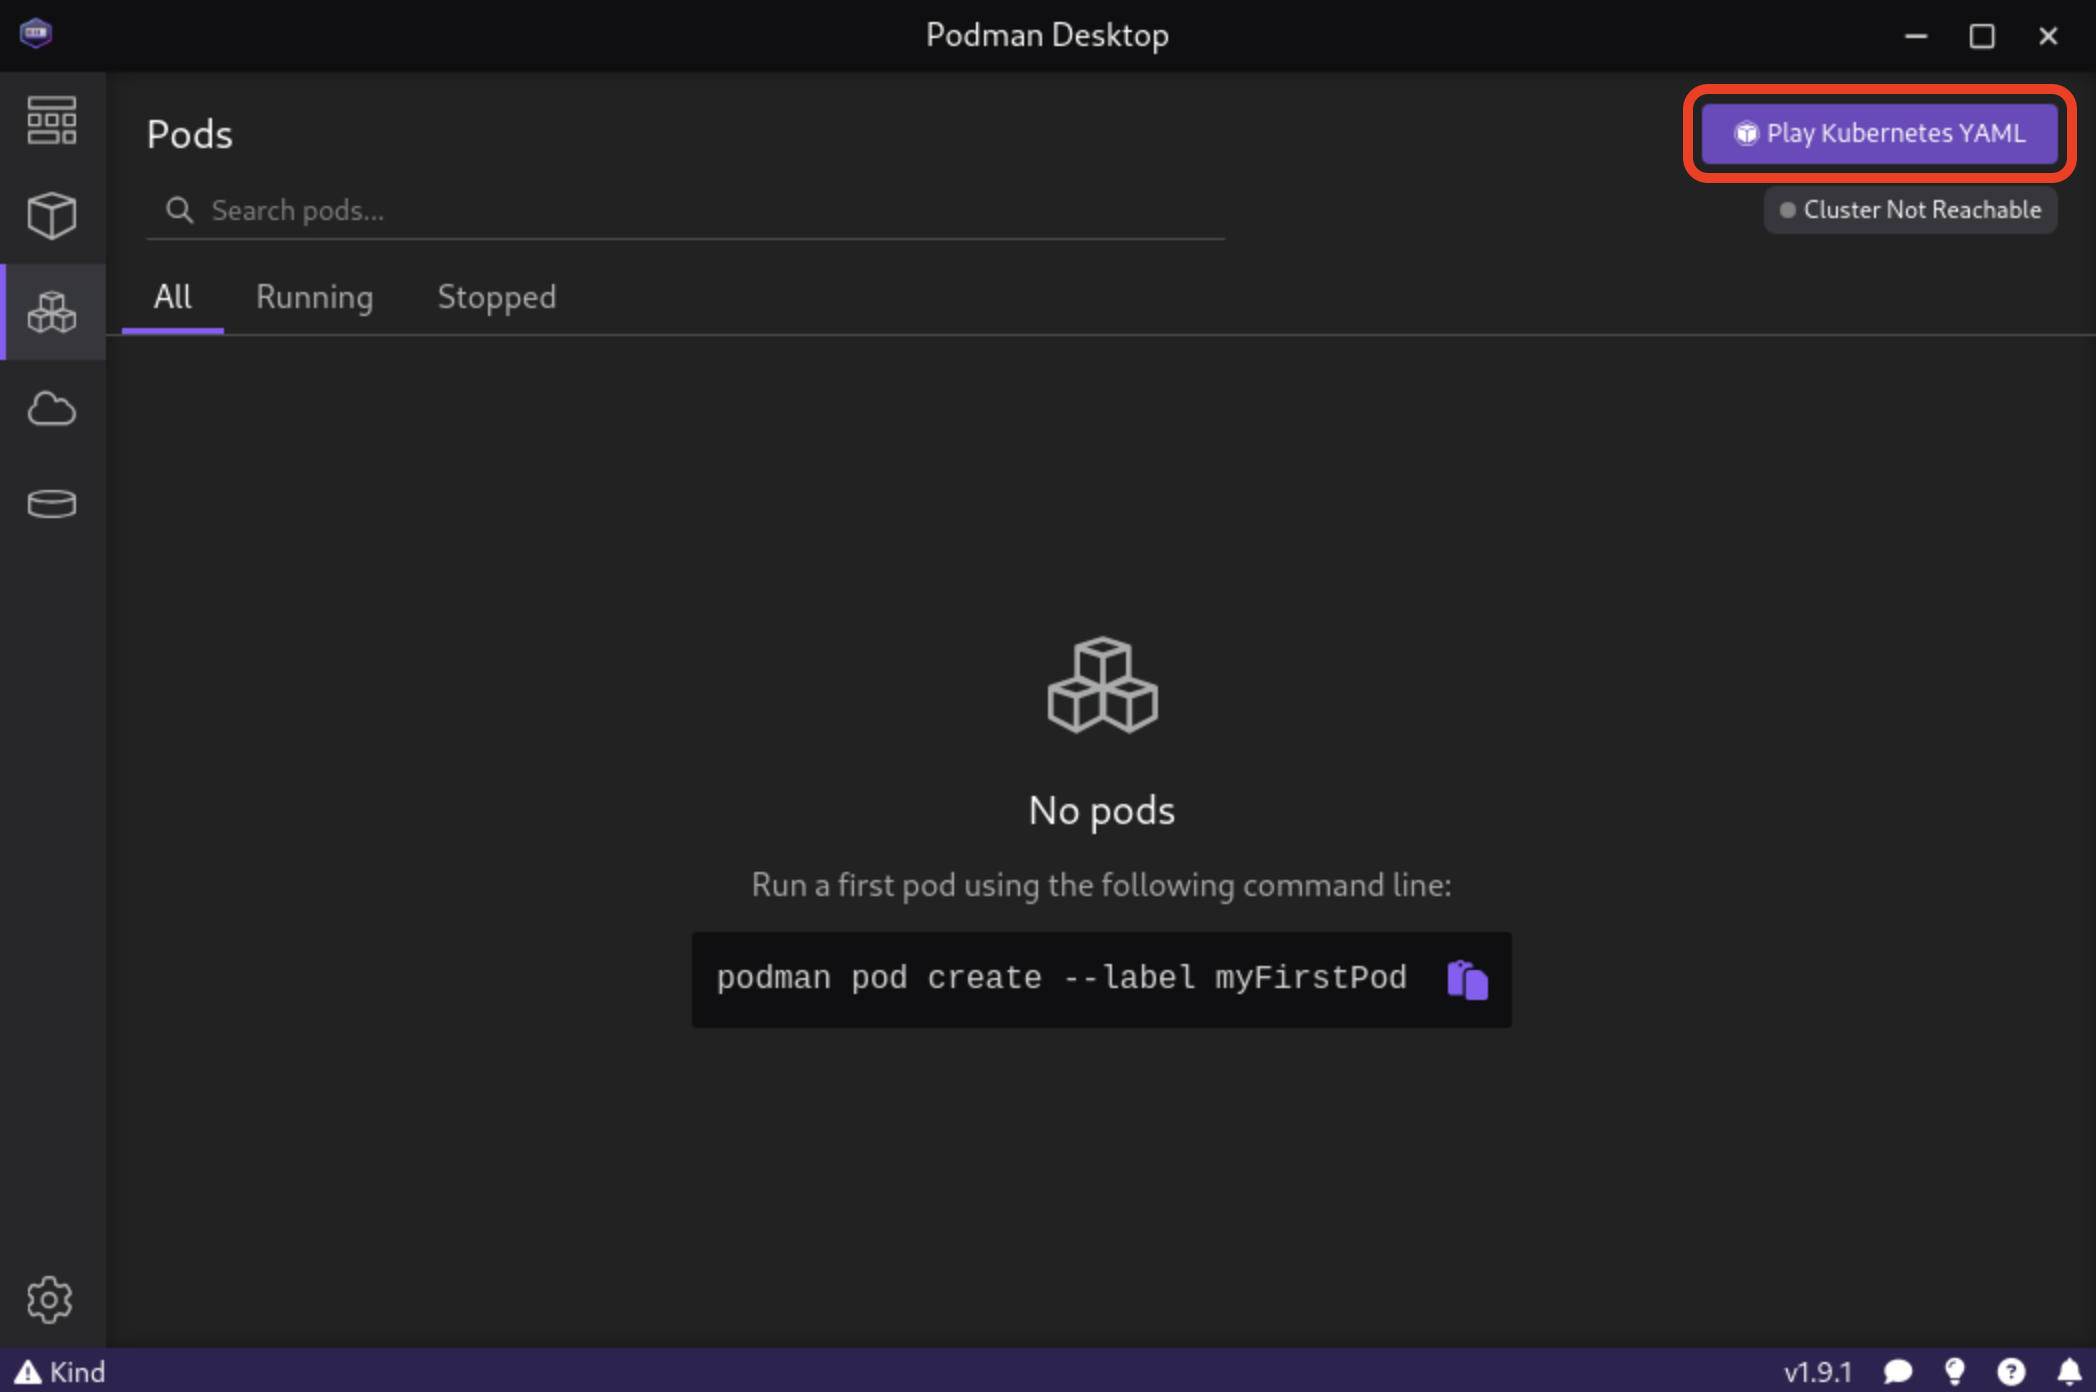 Podman Desktop
Pods
Play Kubernetes YAML
Search pods...
Cluster Not Reachable
All
Running
Stopped
No pods
Run a first pod using the following command line:
podman pod create --label myFirstPod
Kind
v1.9.1